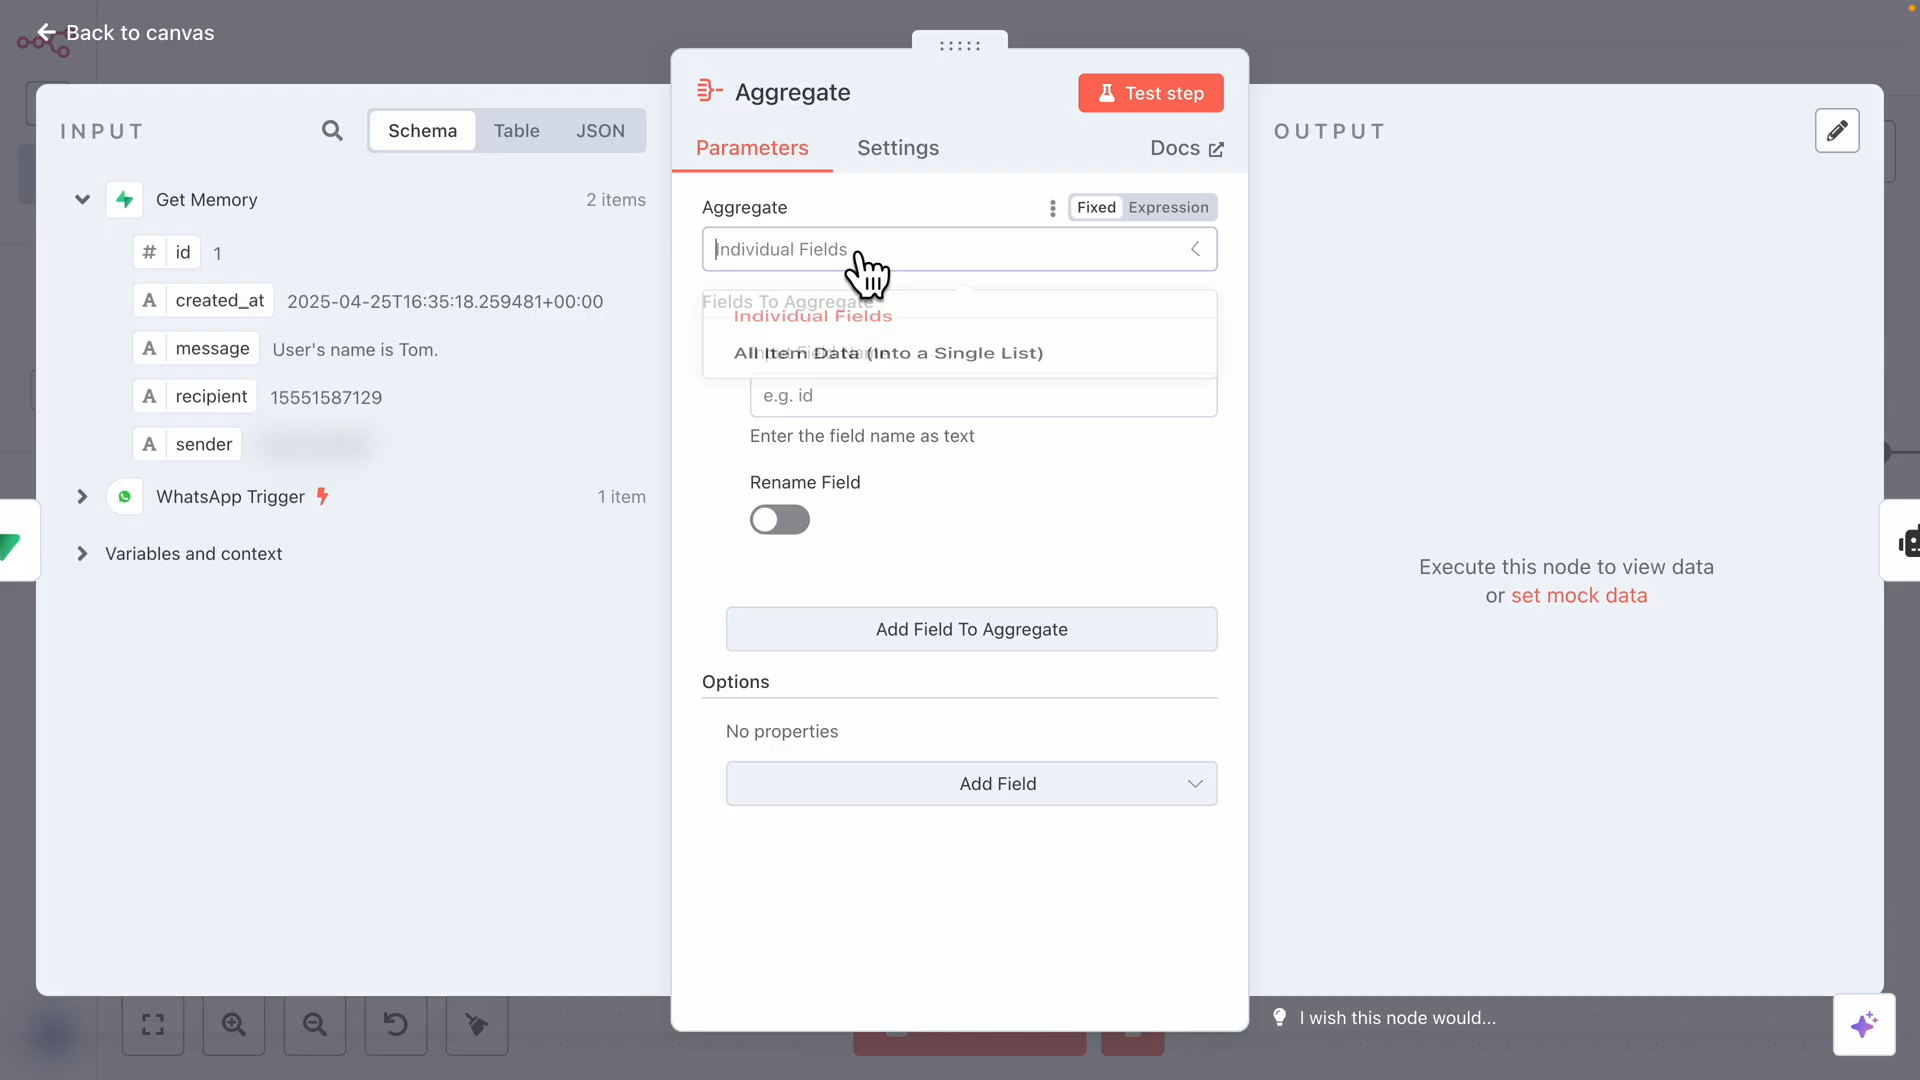 Back to canvas
INPUT
Schema
Table
JSON
Get Memory
2 items
# id 1
A created_at 2025-04-25T16:35:18.259481+00:00
A message User's name is Tom.
A recipient 15551587129
A sender
WhatsApp Trigger
1 item
Variables and context
Aggregate
Test step
Parameters
Settings
Docs
Aggregate
Fixed
Expression
Individual Fields
Fields To Aggregate
Individual Fields
All Item Data (Into a Single List)
e.g. id
Enter the field name as text
Rename Field
Add Field To Aggregate
Options
No properties
Add Field
OUTPUT
Execute this node to view data
or set mock data
I wish this node would...